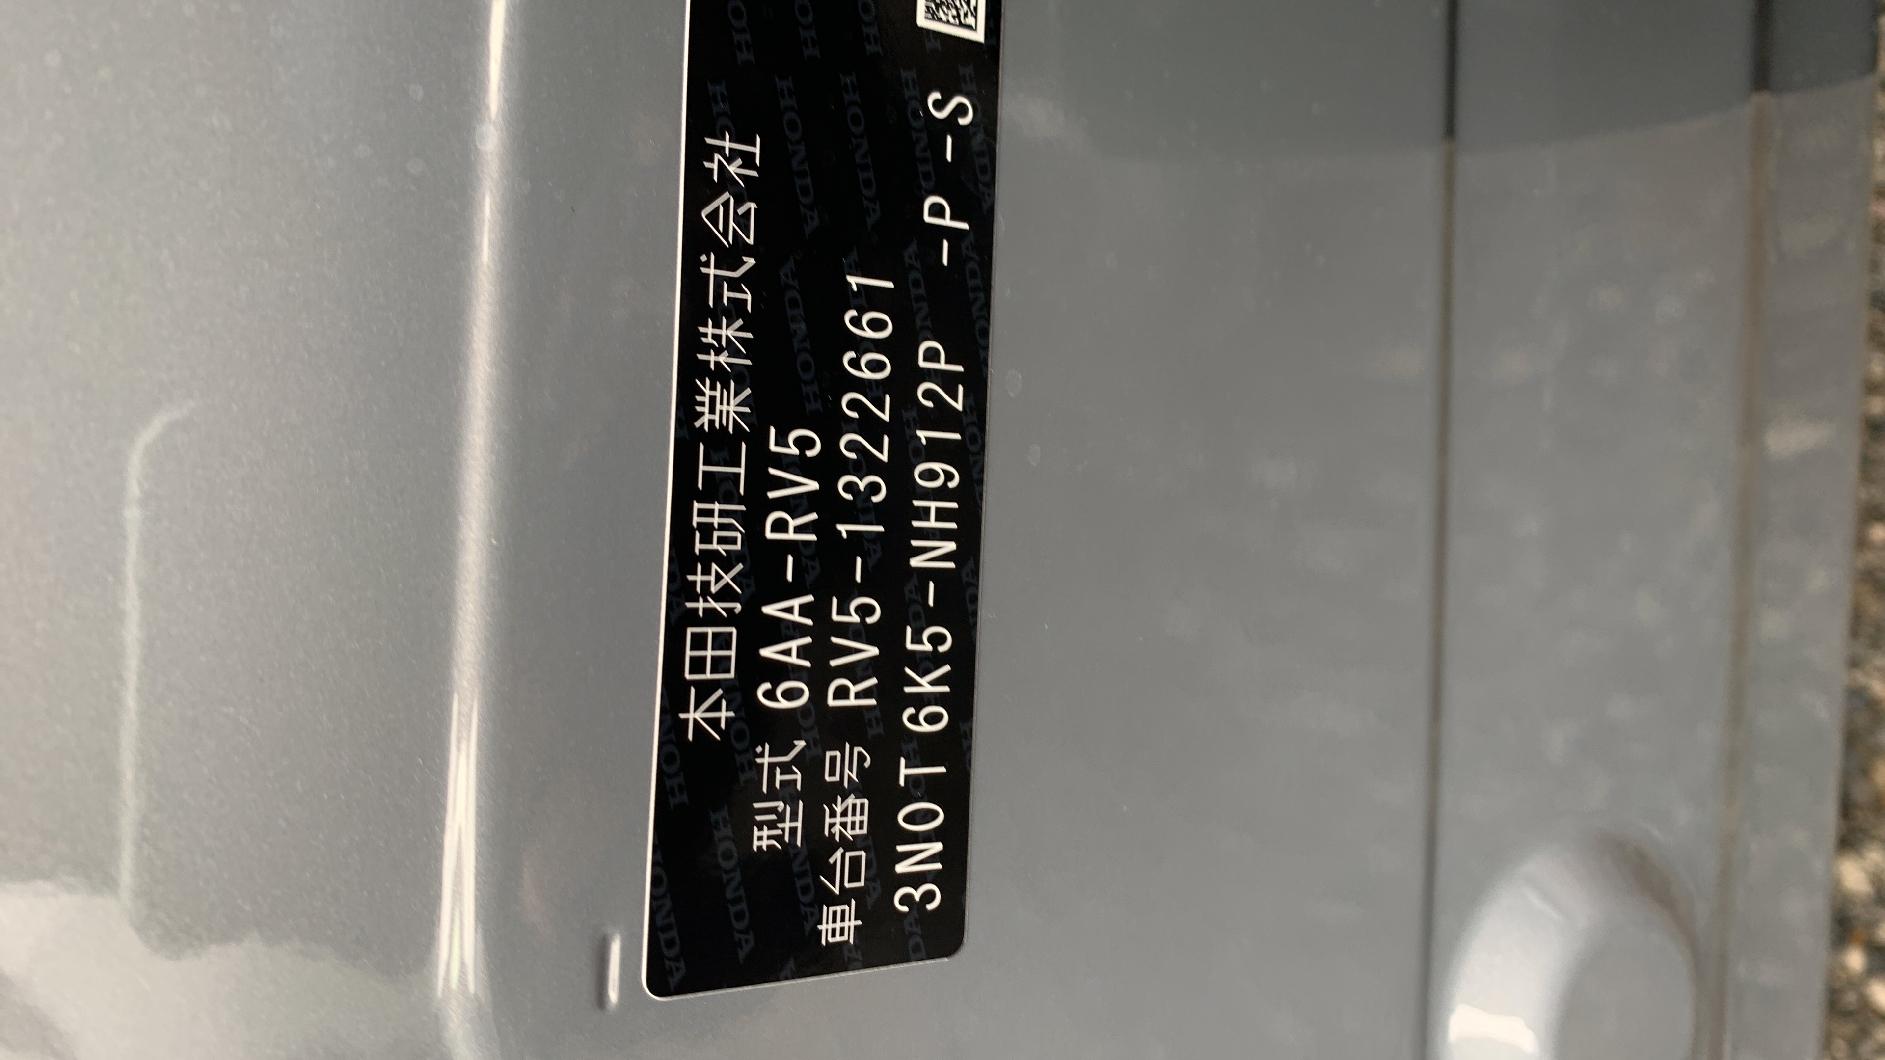 本田技研工業株式会社
型式 6AA-RV5
車台番号 RV5-1322661
3N0T6K5-NH912P -P-S